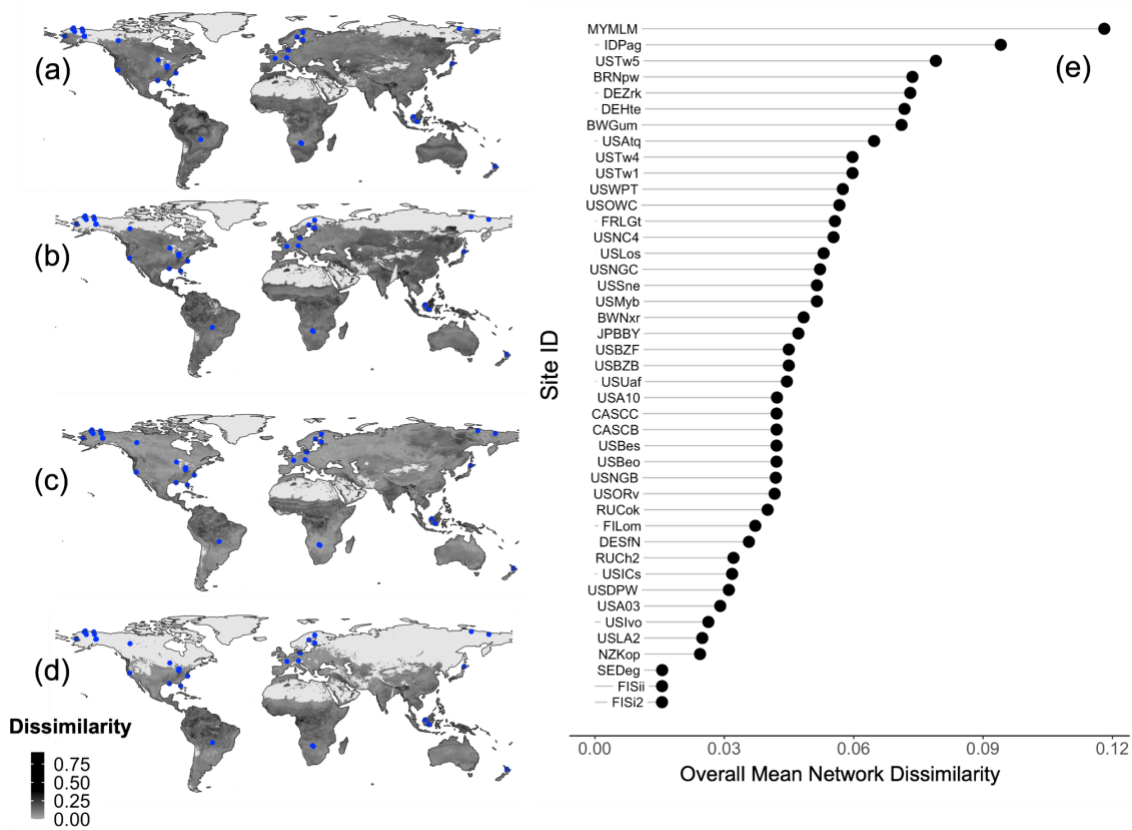 (a)
(b)
(c)
(d)
Dissimilarity
0.75
0.50
0.25
0.00
(e)
Site ID
MYMLM
IDPag
USTw5
BRNpw
DEZrk
DEHte
BWGum
USAtq
USTw4
USTw1
USWPT
USOWC
FRLGt
USNC4
USLos
USNGC
USSne
USMyb
BWNxr
JPBBY
USBZF
USBZB
USUaf
USA10
CASCC
CASCB
USBes
USBeo
USNGB
USORv
RUCok
FILom
DESfN
RUCh2
USICs
USDPW
USA03
USIvo
USLA2
NZKop
SEDeg
FISii
FISi2
0.00 0.03 0.06 0.09 0.12
Overall Mean Network Dissimilarity